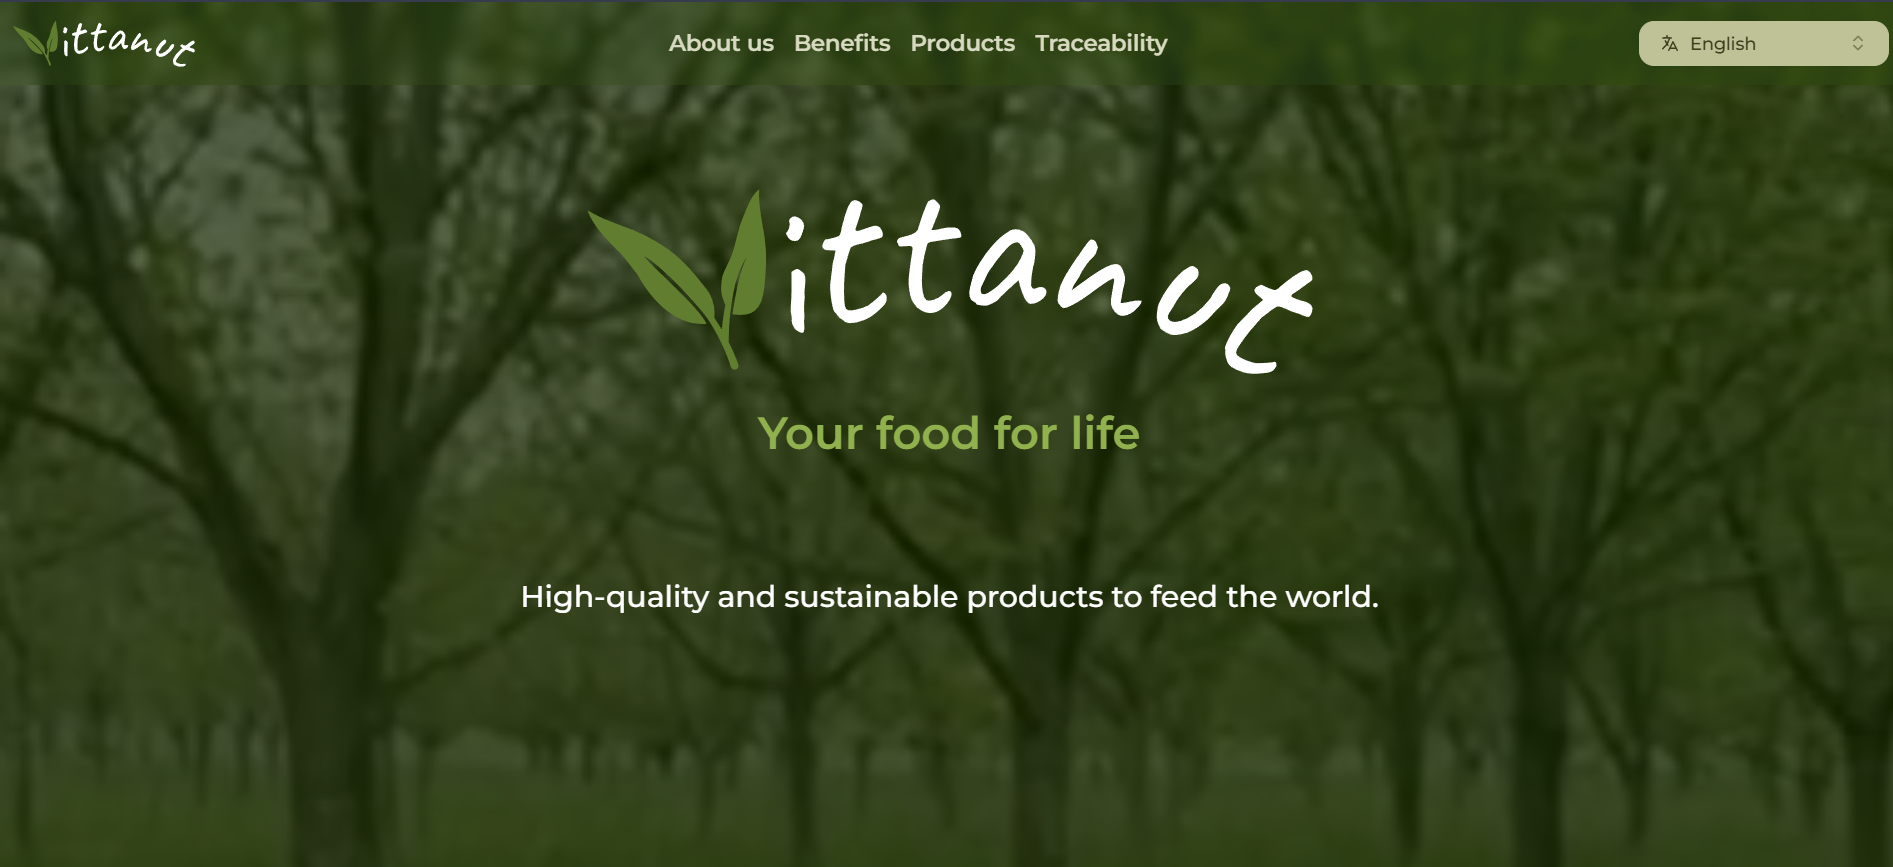 Vittanut
About us Benefits Products Traceability
English
Vittanut
Your food for life
High-quality and sustainable products to feed the world.